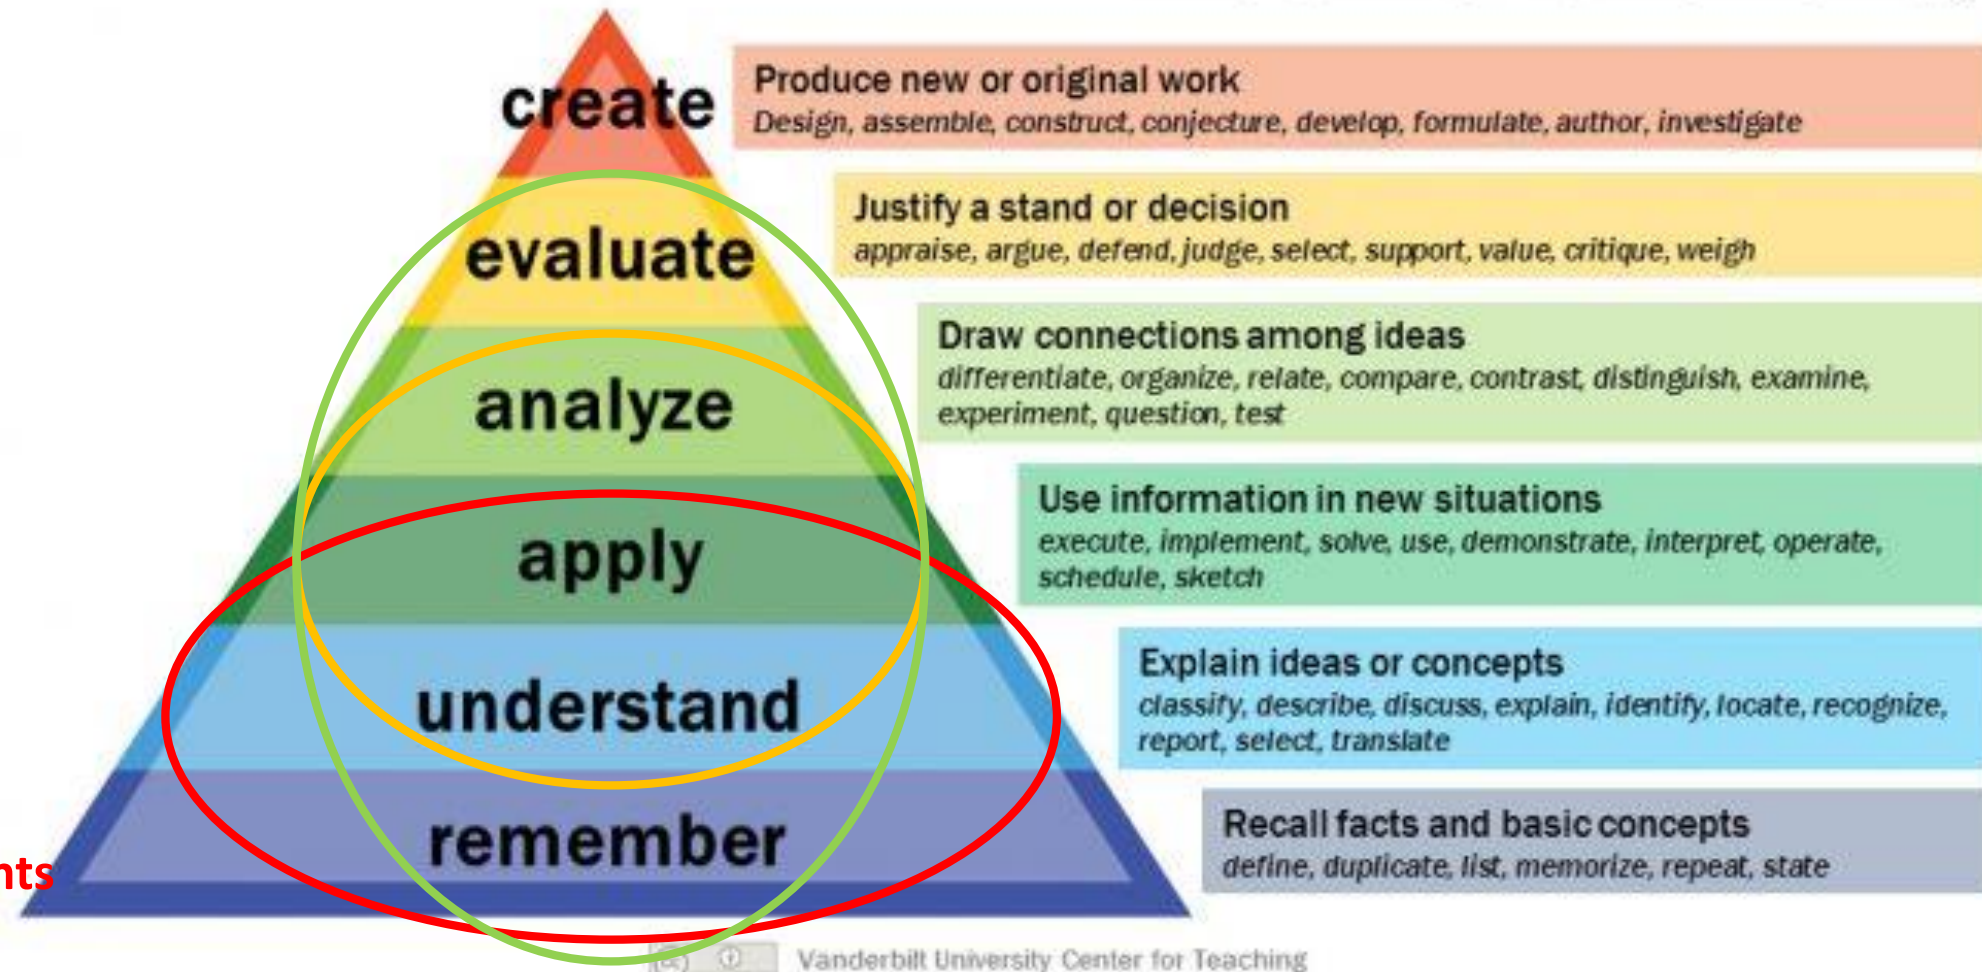 create
Produce new or original work
Design, assemble, construct, conjecture, develop, formulate, author, investigate
evaluate
Justify a stand or decision
appraise, argue, defend, judge, select, support, value, critique, weigh
analyze
Draw connections among ideas
differentiate, organize, relate, compare, contrast, distinguish, examine,
experiment, question, test
apply
Use information in new situations
execute, implement, solve, use, demonstrate, interpret, operate,
schedule, sketch
understand
Explain ideas or concepts
classify, describe, discuss, explain, identify, locate, recognize,
report, select, translate
remember
Recall facts and basic concepts
define, duplicate, list, memorize, repeat, state
nts
Vanderbilt University Center for Teaching